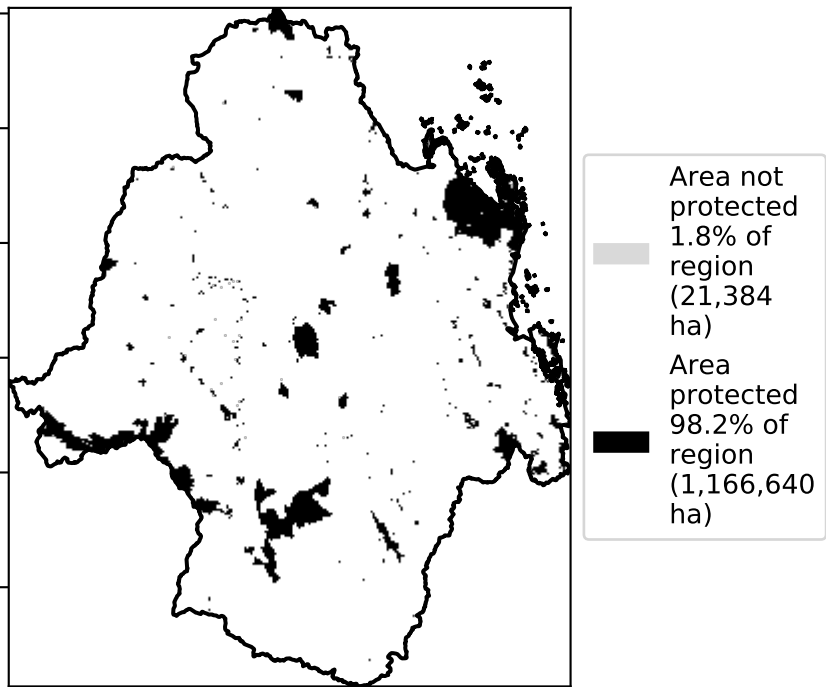 Area not
protected
1.8% of
region
(21,384
ha)
Area
protected
98.2% of
region
(1,166,640
ha)